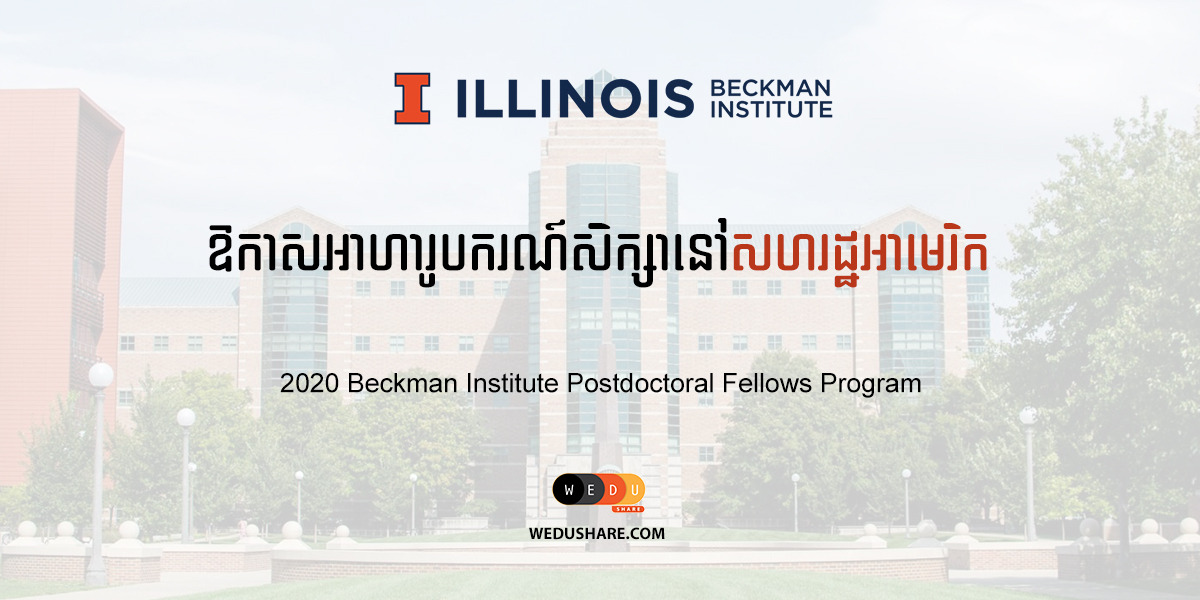 I ILLINOIS BECKMAN INSTITUTE
ឱកាសអាហារូបករណ៍សិក្សានៅសហរដ្ឋអាមេរិក
2020 Beckman Institute Postdoctoral Fellows Program
WEDU
SHARE
WEDUSHARE.COM